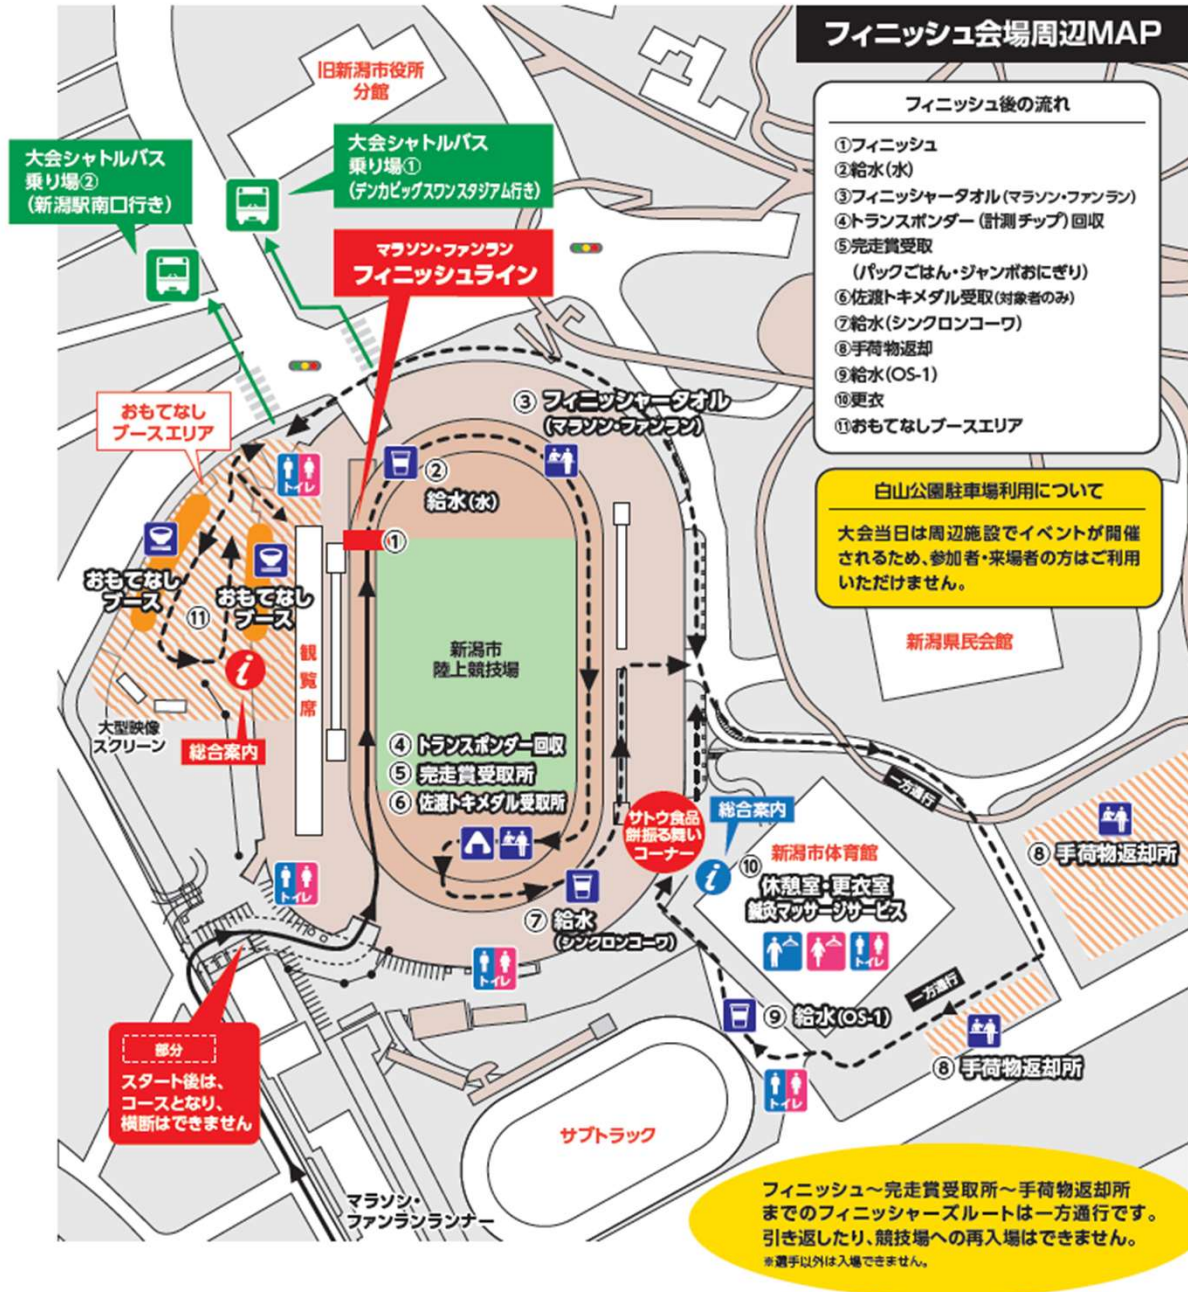 フィニッシュ会場周辺MAP
フィニッシュ後の流れ
①フィニッシュ
②給水(水)
③フィニッシャータオル(マラソン・ファンラン)
④トランスポンダー(計測チップ)回収
⑤完走賞受取
(パックごはん・ジャンボおにぎり)
⑥佐渡トキメダル受取(対象者のみ)
⑦給水(シンクロンコーワ)
⑧手荷物返却
⑨給水(OS-1)
⑩更衣
⑪おもてなしブースエリア
白山公園駐車場利用について
大会当日は周辺施設でイベントが開催
されるため、参加者・来場者の方はご利用
いただけません。
旧新潟市役所
分館
大会シャトルバス
乗り場①
(デンカビッグスワンスタジアム行き)
大会シャトルバス
乗り場②
(新潟駅南口行き)
マラソン・ファンラン
フィニッシュライン
おもてなし
ブースエリア
トイレ
③ フィニッシャータオル
(マラソン・ファンラン)
②
給水(水)
①
おもてなし
ブース
おもてなし
ブース
⑪
観覧席
新潟市
陸上競技場
新潟県民会館
大型映像
スクリーン
総合案内
④ トランスポンダー回収
⑤ 完走賞受取所
⑥ 佐渡トキメダル受取所
サトウ食品
餅振る舞い
コーナー
総合案内
一方通行
⑩
新潟市体育館
休憩室・更衣室
鍼灸マッサージサービス
トイレ
⑧ 手荷物返却所
トイレ
⑦ 給水
(シンクロンコーワ)
トイレ
一方通行
⑨ 給水(OS-1)
⑧ 手荷物返却所
トイレ
部分
スタート後は、
コースとなり、
横断はできません
サブトラック
マラソン・
ファンランランナー
フィニッシュ〜完走賞受取所〜手荷物返却所
までのフィニッシャーズルートは一方通行です。
引き返したり、競技場への再入場はできません。
※選手以外は入場できません。